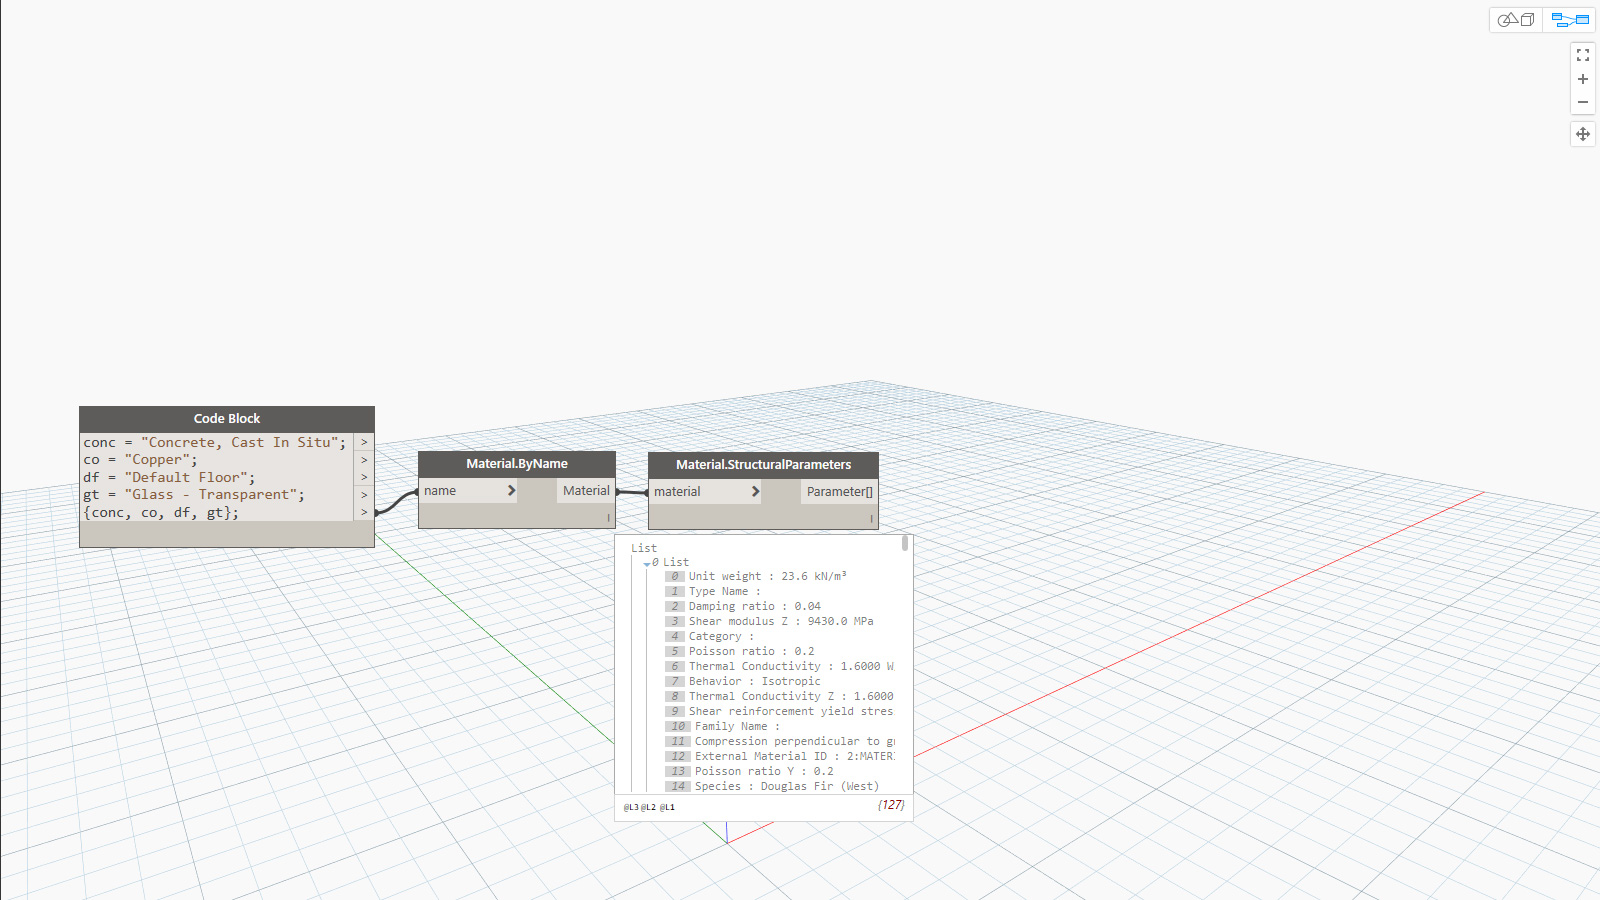 Code Block
conc = "Concrete, Cast In Situ"; >
co = "Copper"; >
df = "Default Floor"; >
gt = "Glass - Transparent"; >
{conc, co, df, gt}; >
Material.ByName
name > Material
l
Material.StructuralParameters
material > Parameter[]
l
List
0 List
0 Unit weight : 23.6 kN/m³
1 Type Name :
2 Damping ratio : 0.04
3 Shear modulus Z : 9430.0 MPa
4 Category :
5 Poisson ratio : 0.2
6 Thermal Conductivity : 1.6000 W
7 Behavior : Isotropic
8 Thermal Conductivity Z : 1.6000
9 Shear reinforcement yield stres
10 Family Name :
11 Compression perpendicular to g
12 External Material ID : 2:MATER
13 Poisson ratio Y : 0.2
14 Species : Douglas Fir (West)
@L3 @L2 @L1 {127}